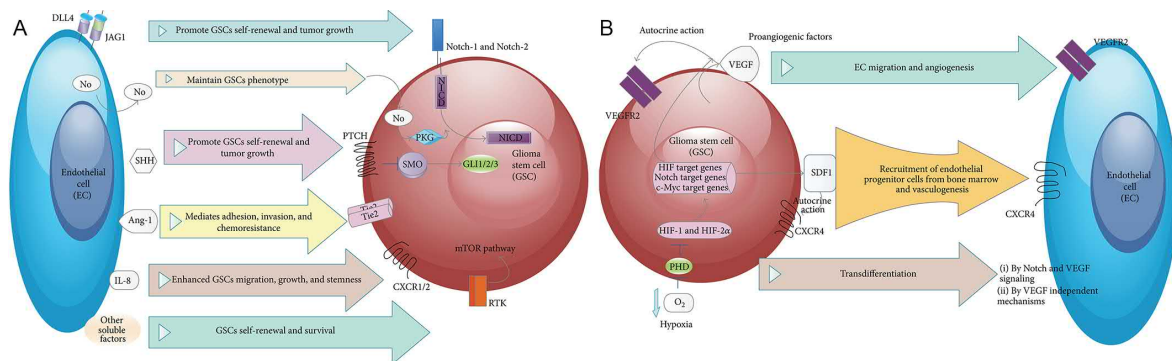 A
DLL4
JAG1
Promote GSCs self-renewal and tumor growth
Notch-1 and Notch-2
No
No
Maintain GSCs phenotype
No
NICD
PKG
NICD
PTCH
SHH
Promote GSCs self-renewal and
tumor growth
SMO
GLI1/2/3
Glioma stem cell
(GSC)
Endothelial
cell
(EC)
Ang-1
Mediates adhesion, invasion, and
chemoresistance
Tie2
Tie2
mTOR pathway
IL-8
Enhanced GSCs migration, growth, and stemness
CXCR1/2
RTK
Other
soluble
factors
GSCs self-renewal and survival
B
Autocrine action
Proangiogenic factors
VEGF
VEGFR2
EC migration and angiogenesis
VEGFR2
Glioma stem cell
(GSC)
HIF target genes
Notch target genes
c-Myc target genes
SDF1
Autocrine
action
CXCR4
Recruitment of endothelial
progenitor cells from bone marrow
and vasculogenesis
CXCR4
Endothelial
cell
(EC)
HIF-1 and HIF-2α
PHD
O2
Hypoxia
Transdifferentiation
(i) By Notch and VEGF
signaling
(ii) By VEGF independent
mechanisms